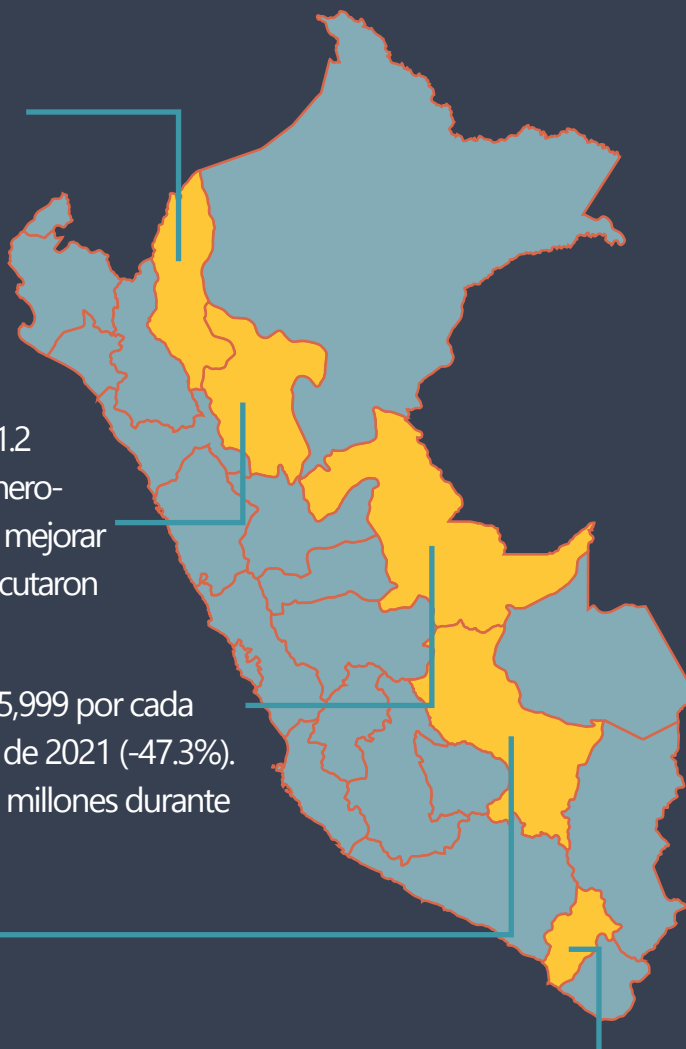 1.2
nero-
mejorar
cutaron
5,999 por cada
de 2021 (-47.3%).
millones durante